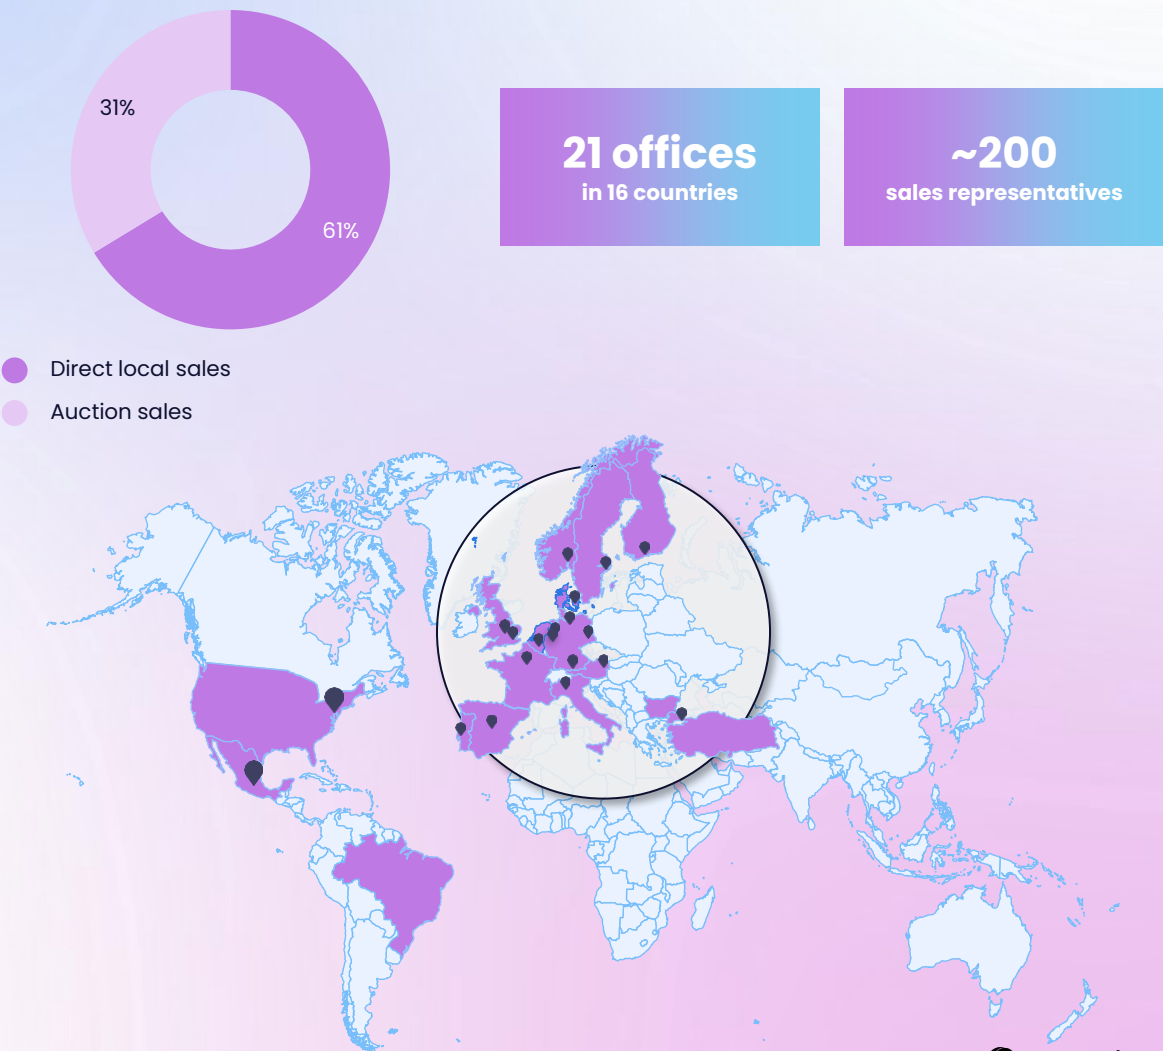 31%
61%
21 offices
in 16 countries
~200
sales representatives
Direct local sales
Auction sales